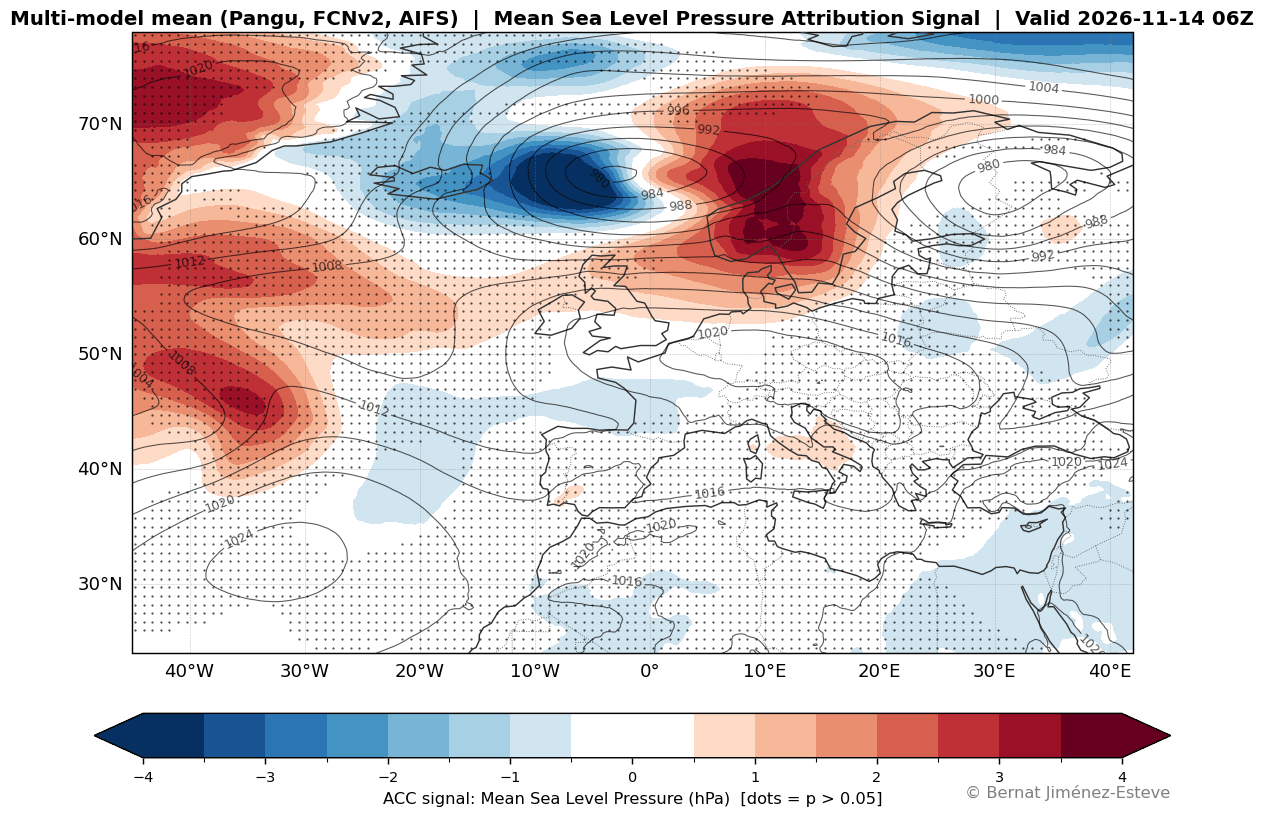 Multi-model mean (Pangu, FCNv2, AIFS)  |  Mean Sea Level Pressure Attribution Signal  |  Valid 2026-11-14 06Z
1020
1004
1000
996
992
70°N
984
980
980
984
988
988
60°N
1012
1008
992
1020
1016
50°N
1008
1012
1020
1024
40°N
1016
1020
1024
1020
1020
1016
30°N
1020
40°W 30°W 20°W 10°W 0° 10°E 20°E 30°E 40°E
−4 −3 −2 −1 0 1 2 3 4
ACC signal: Mean Sea Level Pressure (hPa)  [dots = p > 0.05]
© Bernat Jiménez-Esteve